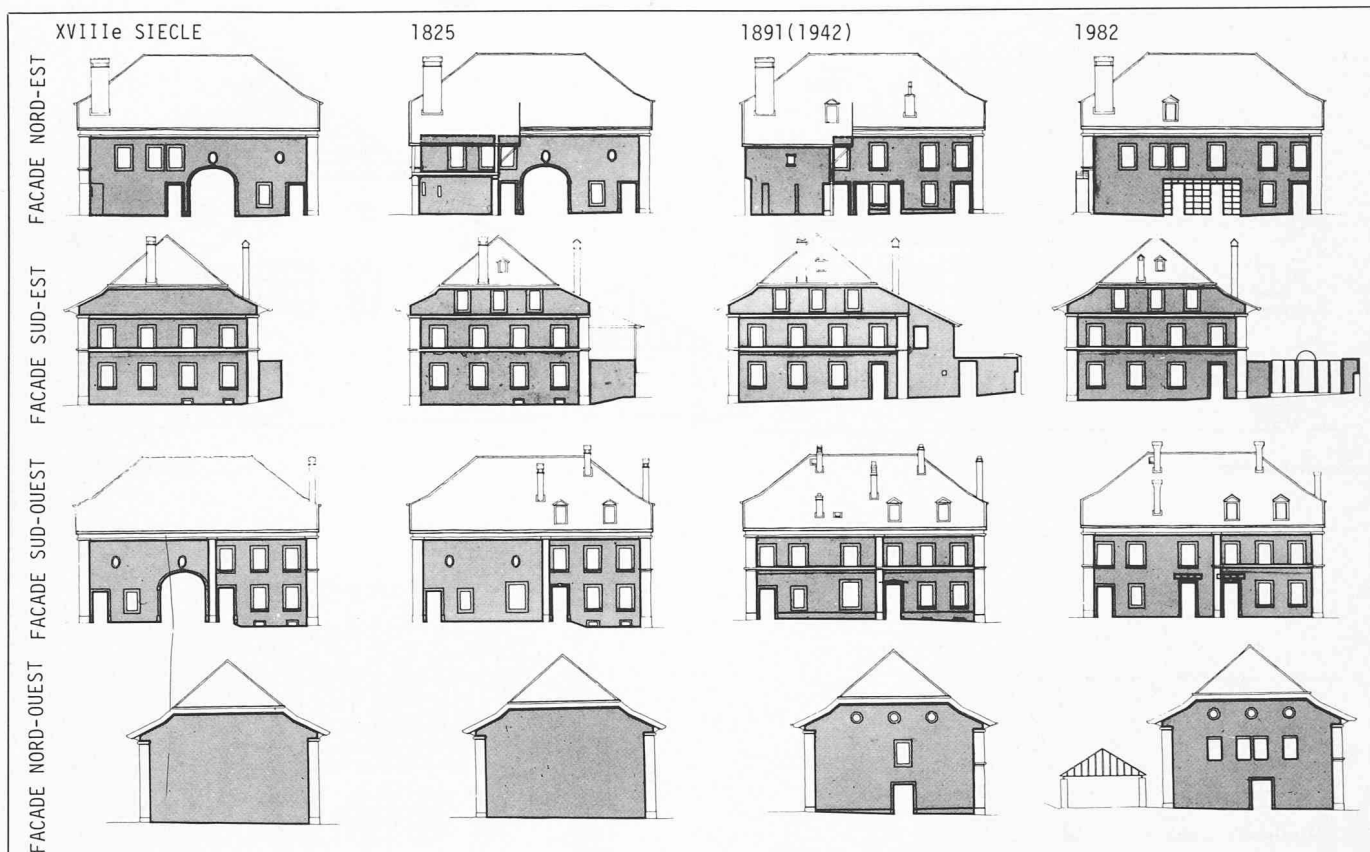 XVIIIe SIECLE
1825
1891(1942)
1982
FACADE NORD-EST
FACADE SUD-EST
FACADE SUD-OUEST
FACADE NORD-OUEST